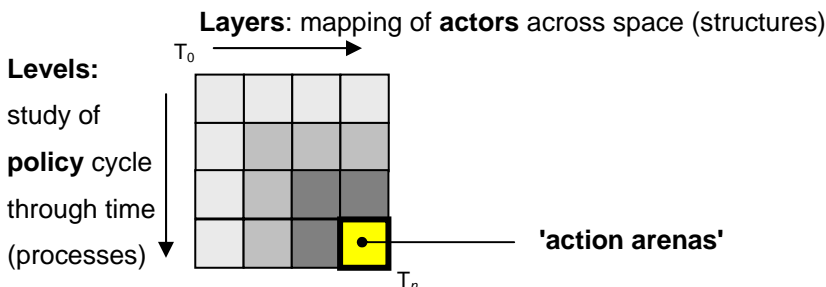 Layers: mapping of actors across space (structures)
T0
Levels:
study of
policy cycle
through time
(processes)
'action arenas'
Tn